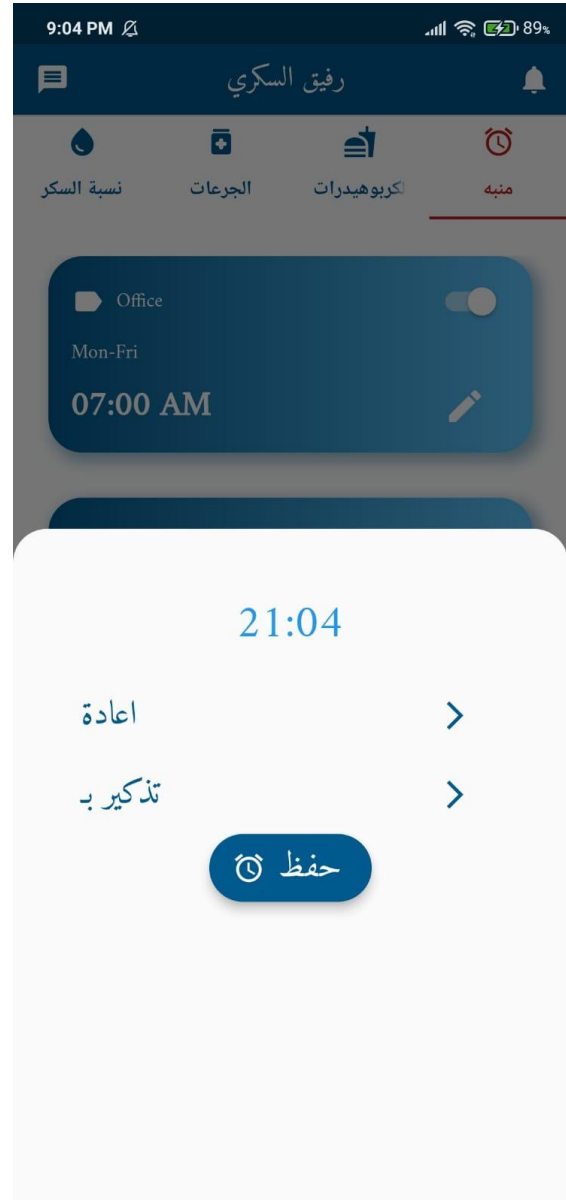 9:04 PM 89%
رفيق السكري
منبه
لكربوهيدرات
الجرعات
نسبة السكر
Office
Mon-Fri
07:00 AM
21:04
اعادة
تذكير بـ
حفظ